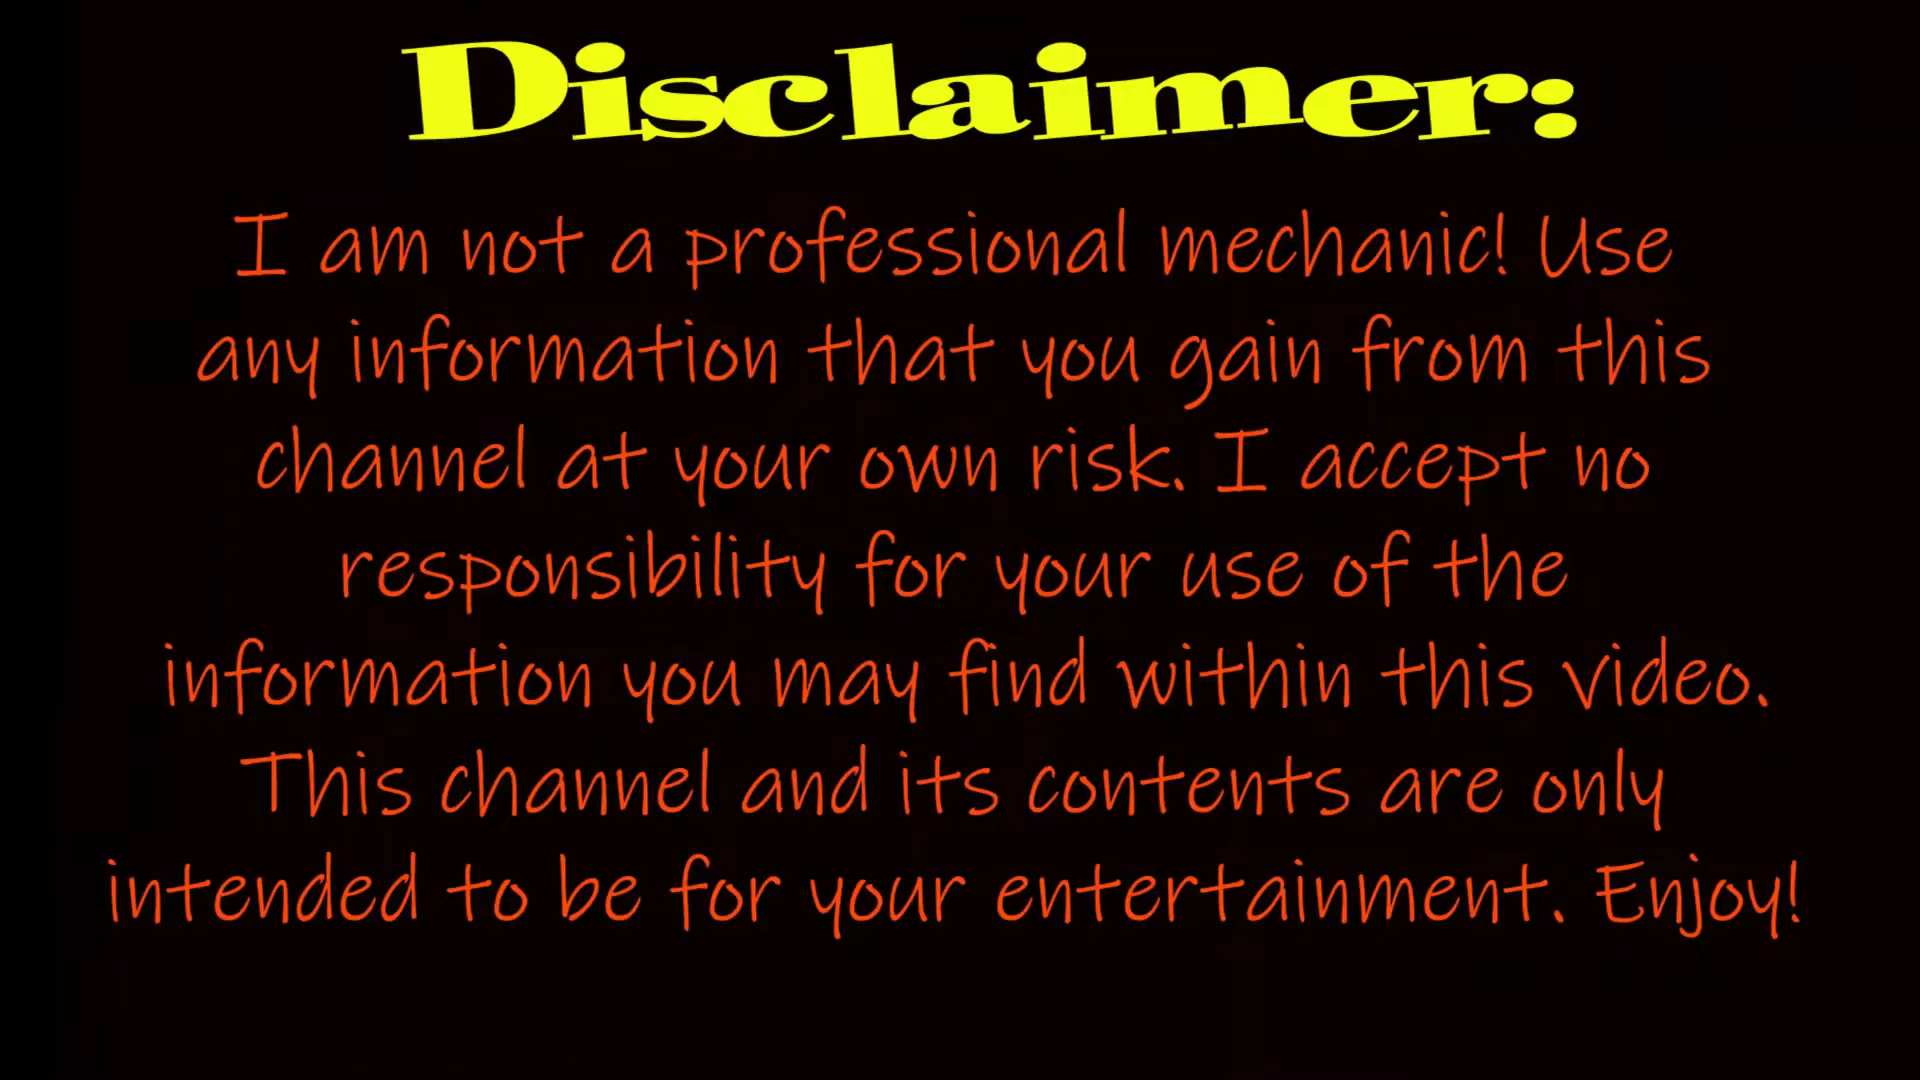 Disclaimer:
I am not a professional mechanic! Use
any information that you gain from this
channel at your own risk. I accept no
responsibility for your use of the
information you may find within this video.
This channel and its contents are only
intended to be for your entertainment. Enjoy!